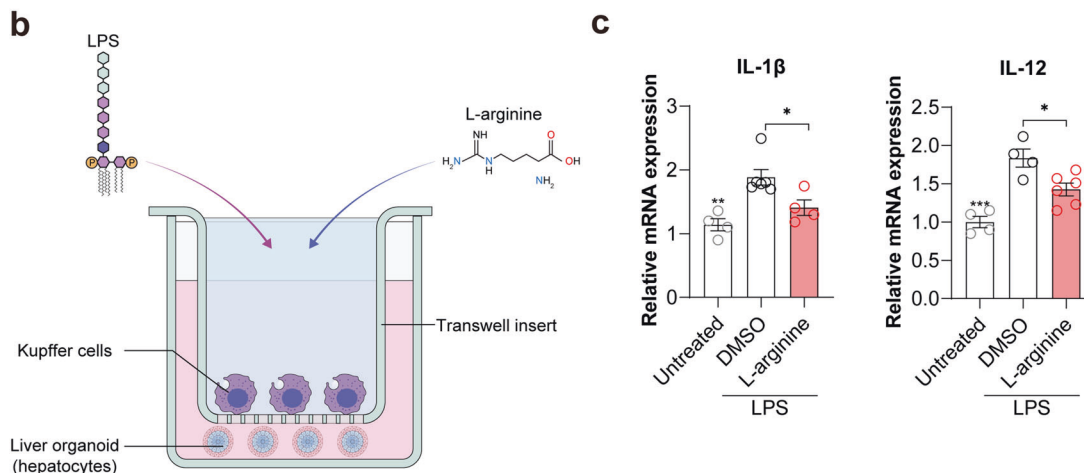 b
LPS
P
P
L-arginine
NH
H₂N
N
H
O
OH
NH₂
Transwell insert
Kupffer cells
Liver organoid
(hepatocytes)
c
IL-1β
Relative mRNA expression
3
2
1
0
**
*
Untreated
DMSO
L-arginine
LPS
IL-12
Relative mRNA expression
2.5
2.0
1.5
1.0
0.5
0.0
***
*
Untreated
DMSO
L-arginine
LPS